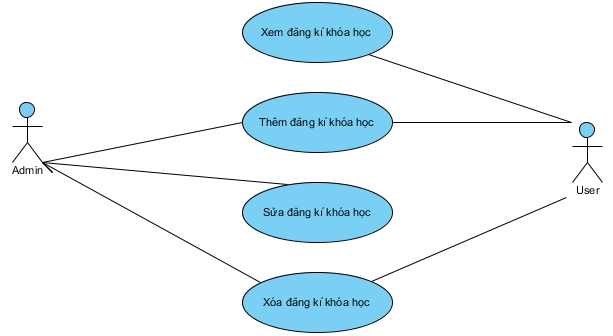 Xem đăng kí khóa học
Thêm đăng kí khóa học
Admin
User
Sửa đăng kí khóa học
Xóa đăng kí khóa học